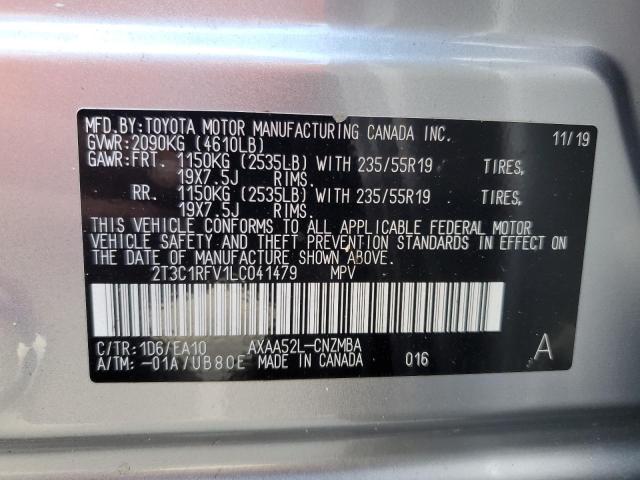 MFD.BY:TOYOTA MOTOR MANUFACTURING CANADA INC. 11/19
GVWR:2090KG (4610LB)
GAWR:FRT. 1150KG (2535LB) WITH 235/55R19 TIRES,
19X7.5J RIMS.
RR. 1150KG (2535LB) WITH 235/55R19 TIRES,
19X7.5J RIMS.
THIS VEHICLE CONFORMS TO ALL APPLICABLE FEDERAL MOTOR
VEHICLE SAFETY AND THEFT PREVENTION STANDARDS IN EFFECT ON
THE DATE OF MANUFACTURE SHOWN ABOVE.
2T3C1RFV1LC041479 MPV
C/TR:1D6/EA10 AXAA52L-CNZMBA A
A/TM:-01A/UB80E MADE IN CANADA 016